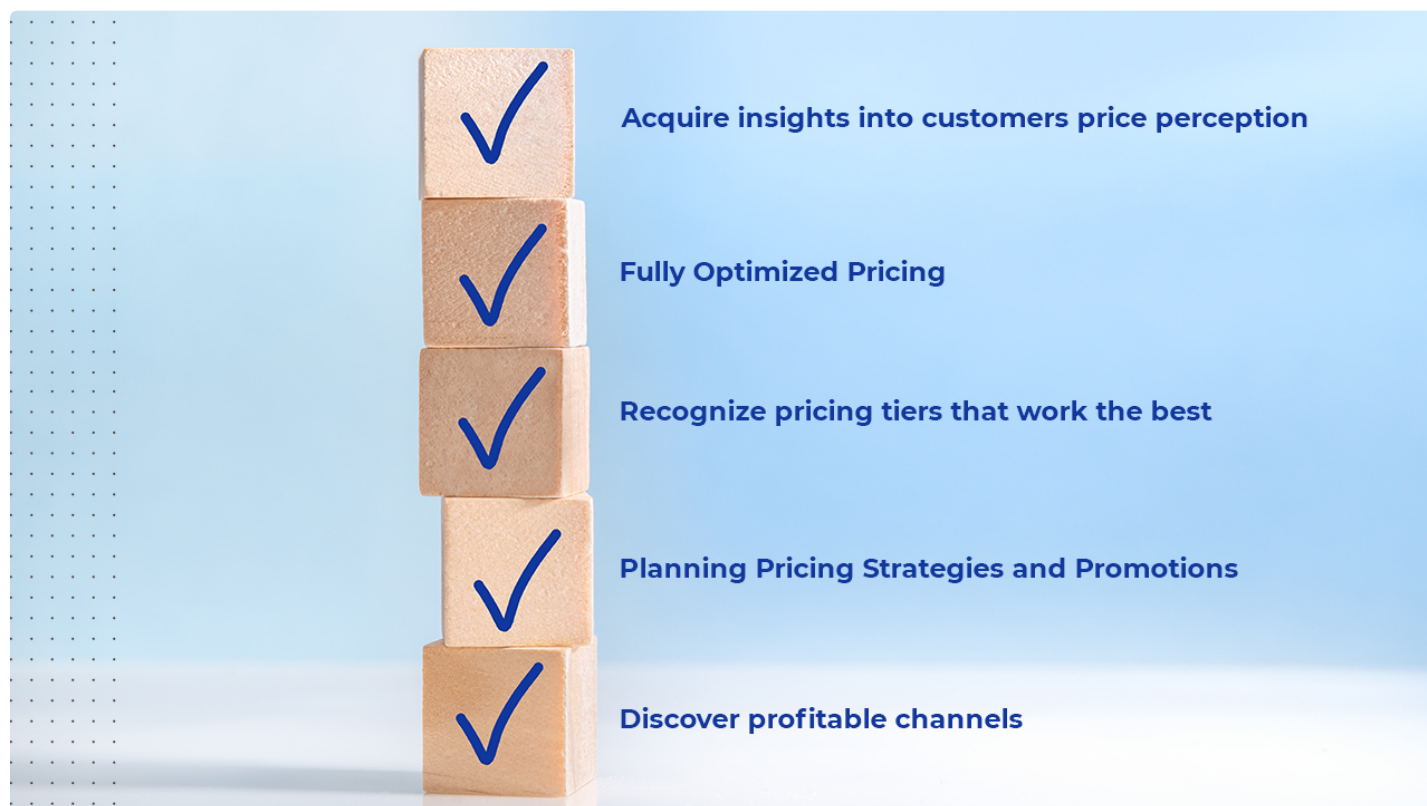 Acquire insights into customers price perception
Fully Optimized Pricing
Recognize pricing tiers that work the best
Planning Pricing Strategies and Promotions
Discover profitable channels